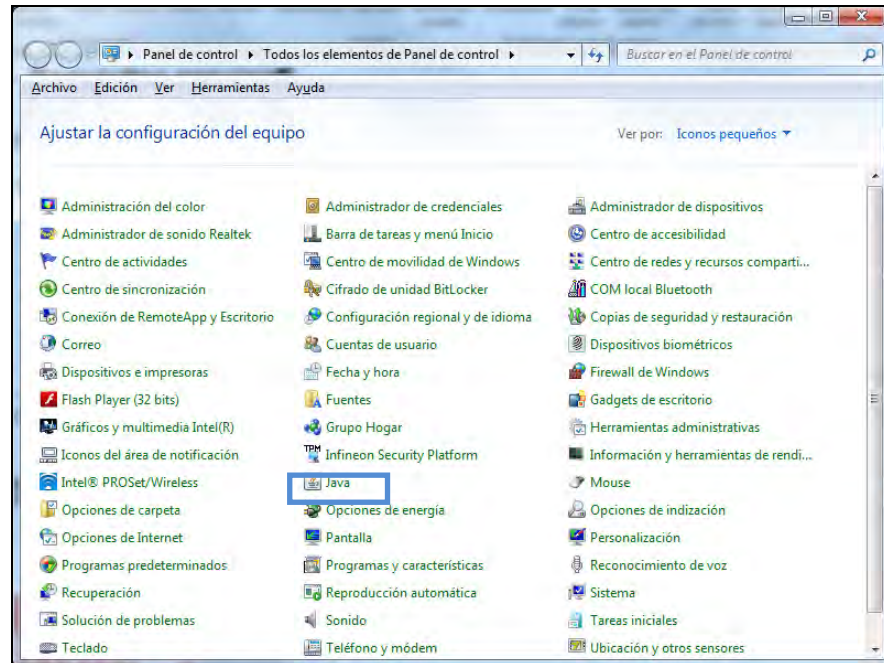 Panel de control Todos los elementos de Panel de control
Buscar en el Panel de control
Archivo Edición Ver Herramientas Ayuda
Ajustar la configuración del equipo
Ver por: Iconos pequeños
Administración del color Administrador de credenciales Administrador de dispositivos
Administrador de sonido Realtek Barra de tareas y menú Inicio Centro de accesibilidad
Centro de actividades Centro de movilidad de Windows Centro de redes y recursos comparti...
Centro de sincronización Cifrado de unidad BitLocker COM local Bluetooth
Conexión de RemoteApp y Escritorio Configuración regional y de idioma Copias de seguridad y restauración
Correo Cuentas de usuario Dispositivos biométricos
Dispositivos e impresoras Fecha y hora Firewall de Windows
Flash Player (32 bits) Fuentes Gadgets de escritorio
Gráficos y multimedia Intel(R) Grupo Hogar Herramientas administrativas
Iconos del área de notificación TPM Infineon Security Platform Información y herramientas de rendi...
Intel® PROSet/Wireless Java Mouse
Opciones de carpeta Opciones de energía Opciones de indización
Opciones de Internet Pantalla Personalización
Programas predeterminados Programas y características Reconocimiento de voz
Recuperación Reproducción automática Sistema
Solución de problemas Sonido Tareas iniciales
Teclado Teléfono y módem Ubicación y otros sensores